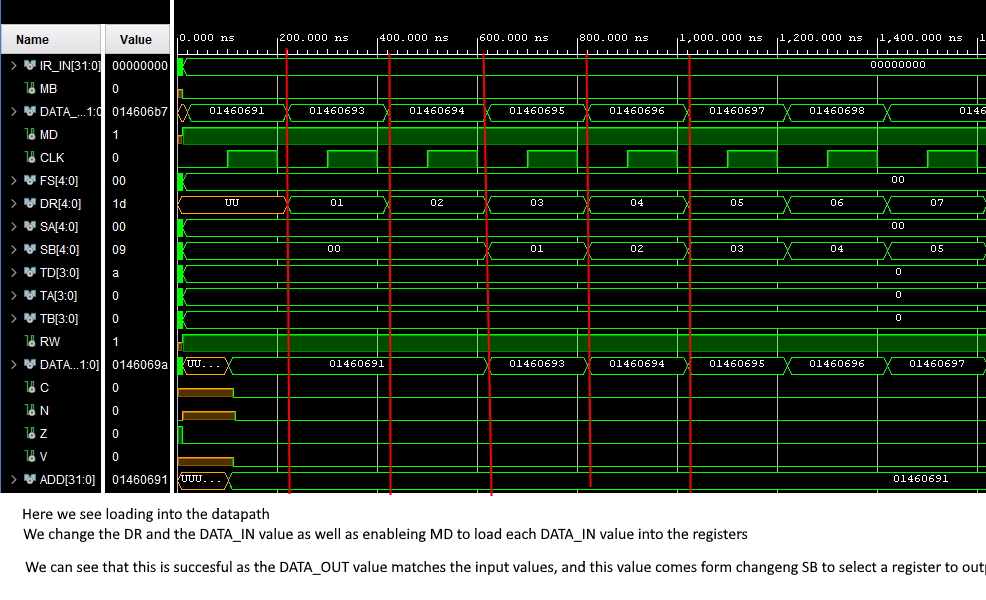 Name Value
0.000 ns 200.000 ns 400.000 ns 600.000 ns 800.000 ns 1,000.000 ns 1,200.000 ns 1,400.000 ns
IR_IN[31:0] 00000000 00000000
MB 0
DATA_...1:0 014606b7 01460691 01460693 01460694 01460695 01460696 01460697 01460698 0146
MD 1
CLK 0
FS[4:0] 00 00
DR[4:0] 1d UU 01 02 03 04 05 06 07
SA[4:0] 00 00
SB[4:0] 09 00 01 02 03 04 05
TD[3:0] a 0
TA[3:0] 0 0
TB[3:0] 0 0
RW 1
DATA...1:0] 0146069a UU... 01460691 01460693 01460694 01460695 01460696 01460697
C 0
N 0
Z 0
V 0
ADD[31:0] 01460691 UUU... 01460691
Here we see loading into the datapath
We change the DR and the DATA_IN value as well as enableing MD to load each DATA_IN value into the registers
We can see that this is succesful as the DATA_OUT value matches the input values, and this value comes form changeng SB to select a register to outp